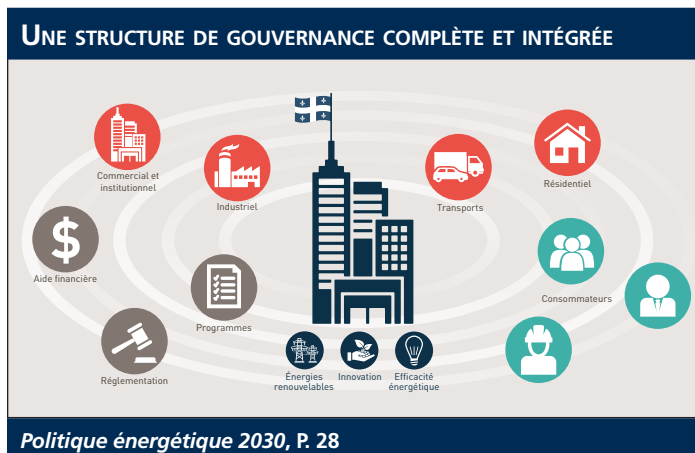 UNE STRUCTURE DE GOUVERNANCE COMPLÈTE ET INTÉGRÉE
Commercial et
institutionnel
Industriel
Transports
Résidentiel
$
Aide financière
Programmes
Consommateurs
Réglementation
Énergies
renouvelables
Innovation
Efficacité
énergétique
Politique énergétique 2030, P. 28